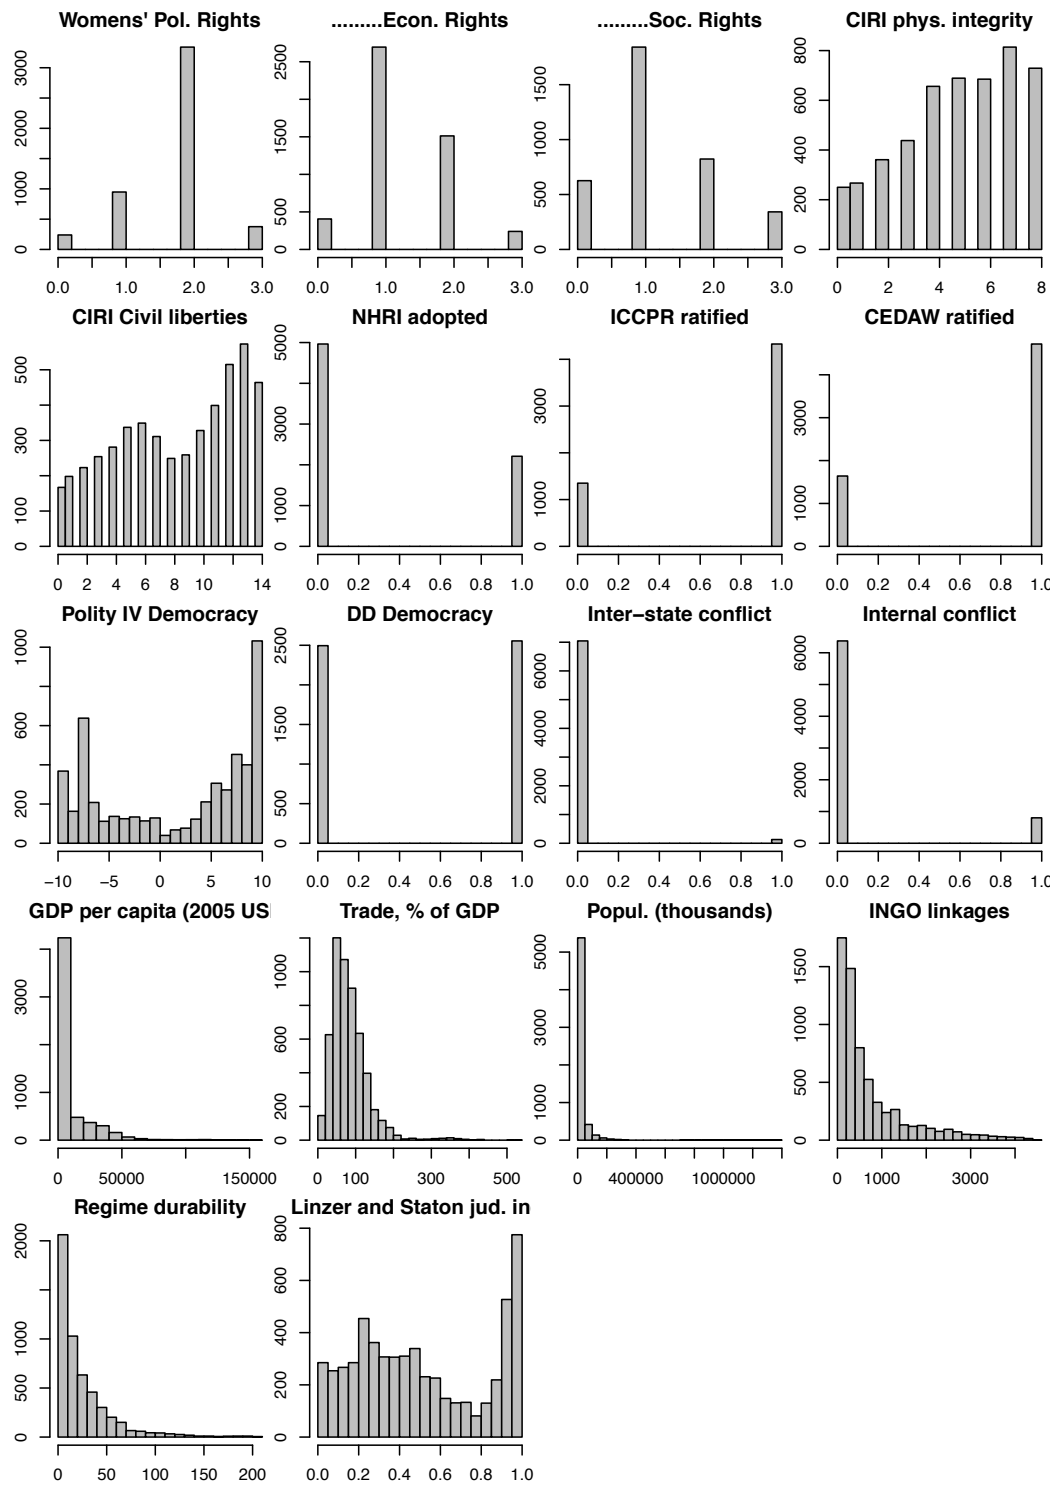 Womens' Pol. Rights .........Econ. Rights .........Soc. Rights CIRI phys. integrity
0 1000 2000 3000
0 500 1500 2500
0 500 1000 1500
0 200 400 600 800
0.0 1.0 2.0 3.0
0.0 1.0 2.0 3.0
0.0 1.0 2.0 3.0
0 2 4 6 8
CIRI Civil liberties NHRI adopted ICCPR ratified CEDAW ratified
100 300 500
0
0 1000 3000 5000
0 1000 3000
0 1000 3000
0 2 4 6 8 10 14
0.0 0.2 0.4 0.6 0.8 1.0
0.0 0.2 0.4 0.6 0.8 1.0
0.0 0.2 0.4 0.6 0.8 1.0
Polity IV Democracy DD Democracy Inter−state conflict Internal conflict
0 200 600 1000
0 500 1500 2500
0 2000 4000 6000
0 2000 4000 6000
−10 −5 0 5 10
0.0 0.2 0.4 0.6 0.8 1.0
0.0 0.2 0.4 0.6 0.8 1.0
0.0 0.2 0.4 0.6 0.8 1.0
GDP per capita (2005 US Trade, % of GDP Popul. (thousands) INGO linkages
0 1000 3000
0 200 600 1000
0 1000 3000 5000
0 500 1000 1500
0 50000 150000
0 100 300 500
0 400000 1000000
0 1000 3000
Regime durability Linzer and Staton jud. in
0 500 1000 2000
0 200 400 600 800
0 50 100 150 200
0.0 0.2 0.4 0.6 0.8 1.0